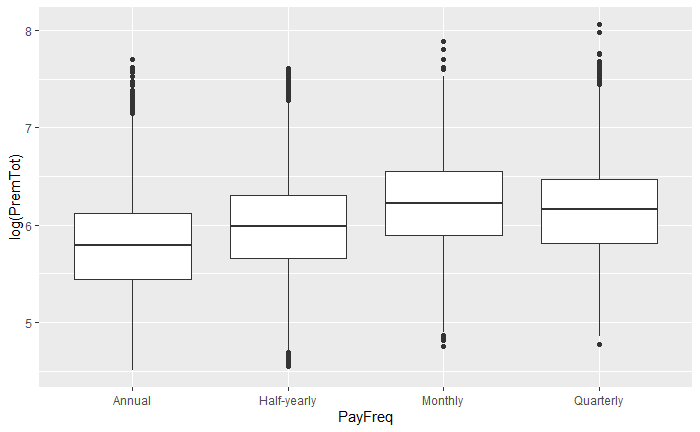 log(PremTot)
8
7
6
5
Annual
Half-yearly
Monthly
Quarterly
PayFreq